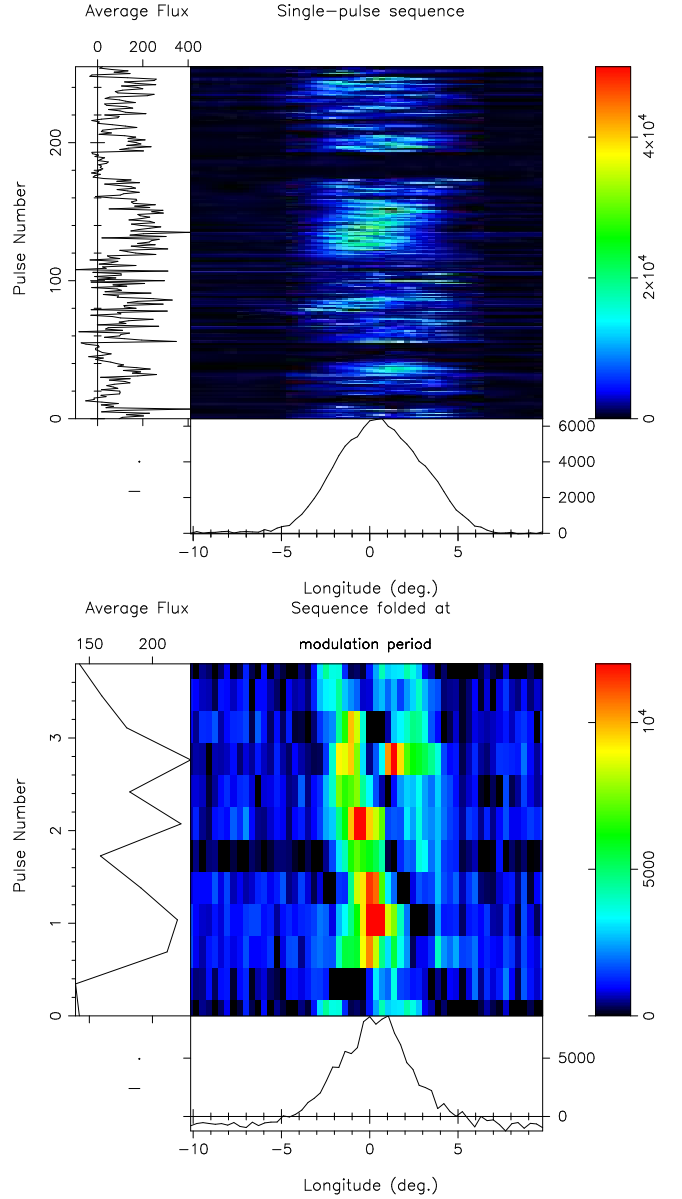 Average Flux Single-pulse sequence
0 200 400
Pulse Number
0 100 200
0 2×10⁴ 4×10⁴
0 2000 4000 6000
-10 -5 0 5
Longitude (deg.)
Average Flux Sequence folded at
150 200 modulation period
Pulse Number
0 1 2 3
0 5000 10⁴
0 5000
-10 -5 0 5
Longitude (deg.)